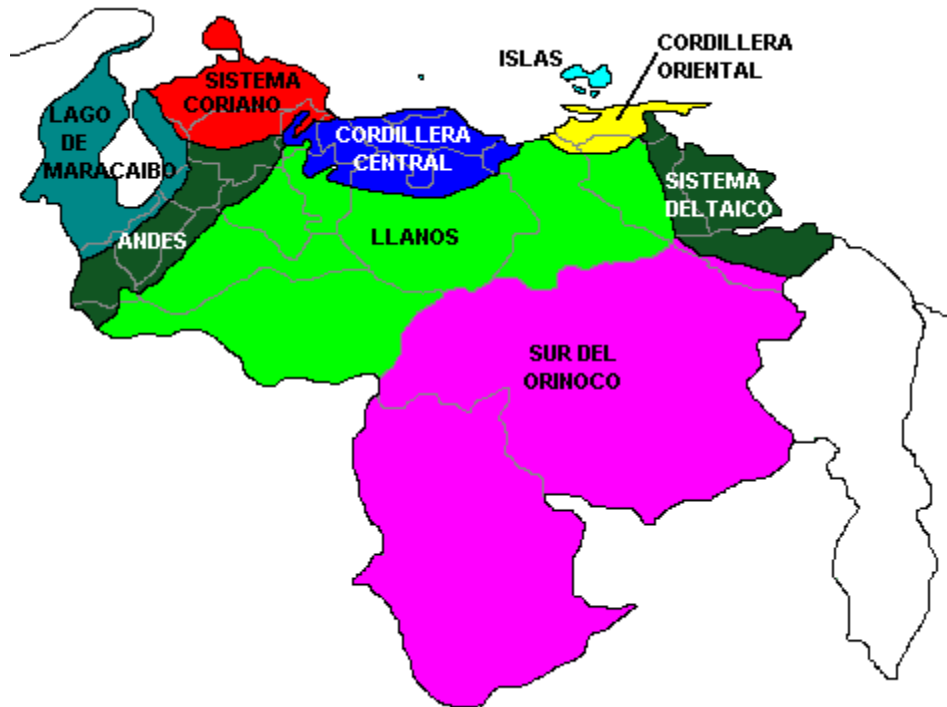 ISLAS
CORDILLERA
ORIENTAL
SISTEMA
CORIANO
LAGO
DE
MARACAIBO
CORDILLERA
CENTRAL
SISTEMA
DELTAICO
ANDES
LLANOS
SUR DEL
ORINOCO